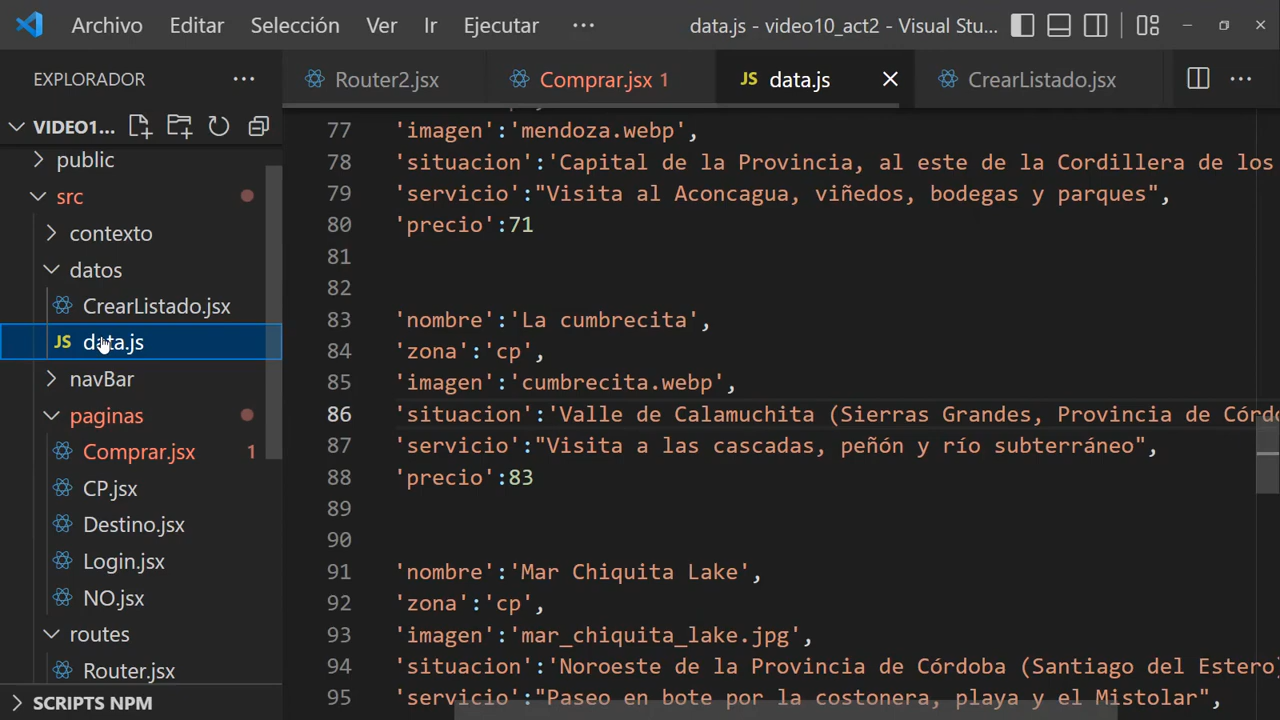 Archivo Editar Selección Ver Ir Ejecutar ··· data.js - video10_act2 - Visual Stu...
EXPLORADOR ···
Router2.jsx Comprar.jsx 1 JS data.js CrearListado.jsx ···
VIDEO1...
public
src
contexto
datos
CrearListado.jsx
JS data.js
navBar
paginas
Comprar.jsx 1
CP.jsx
Destino.jsx
Login.jsx
NO.jsx
routes
Router.jsx
SCRIPTS NPM
77 'imagen':'mendoza.webp',
78 'situacion':'Capital de la Provincia, al este de la Cordillera de los
79 'servicio':"Visita al Aconcagua, viñedos, bodegas y parques",
80 'precio':71
81
82
83 'nombre':'La cumbrecita',
84 'zona':'cp',
85 'imagen':'cumbrecita.webp',
86 'situacion':'Valle de Calamuchita (Sierras Grandes, Provincia de Córd
87 'servicio':"Visita a las cascadas, peñón y río subterráneo",
88 'precio':83
89
90
91 'nombre':'Mar Chiquita Lake',
92 'zona':'cp',
93 'imagen':'mar_chiquita_lake.jpg',
94 'situacion':'Noroeste de la Provincia de Córdoba (Santiago del Estero
95 'servicio':"Paseo en bote por la costonera, playa y el Mistolar",